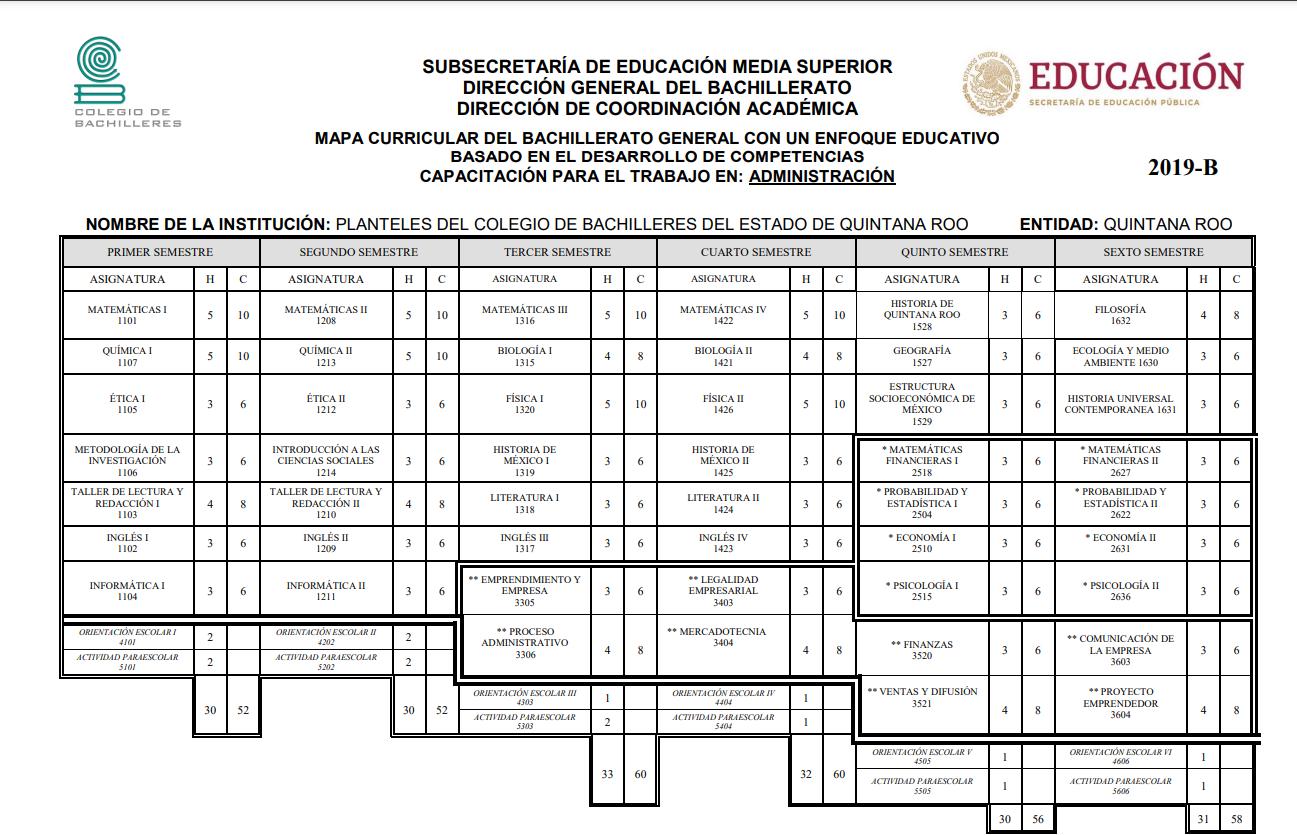 COLEGIO DE
BACHILLERES
SUBSECRETARÍA DE EDUCACIÓN MEDIA SUPERIOR
DIRECCIÓN GENERAL DEL BACHILLERATO
DIRECCIÓN DE COORDINACIÓN ACADÉMICA
ESTADOS UNIDOS MEXICANOS
EDUCACIÓN
SECRETARÍA DE EDUCACIÓN PÚBLICA
MAPA CURRICULAR DEL BACHILLERATO GENERAL CON UN ENFOQUE EDUCATIVO
BASADO EN EL DESARROLLO DE COMPETENCIAS
CAPACITACIÓN PARA EL TRABAJO EN: ADMINISTRACIÓN
2019-B
NOMBRE DE LA INSTITUCIÓN: PLANTELES DEL COLEGIO DE BACHILLERES DEL ESTADO DE QUINTANA ROO ENTIDAD: QUINTANA ROO
PRIMER SEMESTRE SEGUNDO SEMESTRE TERCER SEMESTRE CUARTO SEMESTRE QUINTO SEMESTRE SEXTO SEMESTRE
ASIGNATURA H C ASIGNATURA H C ASIGNATURA H C ASIGNATURA H C ASIGNATURA H C ASIGNATURA H C
MATEMÁTICAS I 1101 5 10 MATEMÁTICAS II 1208 5 10 MATEMÁTICAS III 1316 5 10 MATEMÁTICAS IV 1422 5 10 HISTORIA DE QUINTANA ROO 1528 3 6 FILOSOFÍA 1632 4 8
QUÍMICA I 1107 5 10 QUÍMICA II 1213 5 10 BIOLOGÍA I 1315 4 8 BIOLOGÍA II 1421 4 8 GEOGRAFÍA 1527 3 6 ECOLOGÍA Y MEDIO AMBIENTE 1630 3 6
ÉTICA I 1105 3 6 ÉTICA II 1212 3 6 FÍSICA I 1320 5 10 FÍSICA II 1426 5 10 ESTRUCTURA SOCIOECONÓMICA DE MÉXICO 1529 3 6 HISTORIA UNIVERSAL CONTEMPORANEA 1631 3 6
METODOLOGÍA DE LA INVESTIGACIÓN 1106 3 6 INTRODUCCIÓN A LAS CIENCIAS SOCIALES 1214 3 6 HISTORIA DE MÉXICO I 1319 3 6 HISTORIA DE MÉXICO II 1425 3 6 * MATEMÁTICAS FINANCIERAS I 2518 3 6 * MATEMÁTICAS FINANCIERAS II 2627 3 6
TALLER DE LECTURA Y REDACCIÓN I 1103 4 8 TALLER DE LECTURA Y REDACCIÓN II 1210 4 8 LITERATURA I 1318 3 6 LITERATURA II 1424 3 6 * PROBABILIDAD Y ESTADÍSTICA I 2504 3 6 * PROBABILIDAD Y ESTADÍSTICA II 2622 3 6
INGLÉS I 1102 3 6 INGLÉS II 1209 3 6 INGLÉS III 1317 3 6 INGLÉS IV 1423 3 6 * ECONOMÍA I 2510 3 6 * ECONOMÍA II 2631 3 6
INFORMÁTICA I 1104 3 6 INFORMÁTICA II 1211 3 6 ** EMPRENDIMIENTO Y EMPRESA 3305 3 6 ** LEGALIDAD EMPRESARIAL 3403 3 6 * PSICOLOGÍA I 2515 3 6 * PSICOLOGÍA II 2636 3 6
ORIENTACIÓN ESCOLAR I 4101 2 ORIENTACIÓN ESCOLAR II 4202 2 ** PROCESO ADMINISTRATIVO 3306 4 8 ** MERCADOTECNIA 3404 4 8 ** FINANZAS 3520 3 6 ** COMUNICACIÓN DE LA EMPRESA 3603 3 6
ACTIVIDAD PARAESCOLAR 5101 2 ACTIVIDAD PARAESCOLAR 5202 2
30 52 30 52 ORIENTACIÓN ESCOLAR III 4303 1 ORIENTACIÓN ESCOLAR IV 4404 1 ** VENTAS Y DIFUSIÓN 3521 4 8 ** PROYECTO EMPRENDEDOR 3604 4 8
ACTIVIDAD PARAESCOLAR 5303 2 ACTIVIDAD PARAESCOLAR 5404 1
33 60 32 60 ORIENTACIÓN ESCOLAR V 4505 1 ORIENTACIÓN ESCOLAR VI 4606 1
ACTIVIDAD PARAESCOLAR 5505 1 ACTIVIDAD PARAESCOLAR 5606 1
30 56 31 58